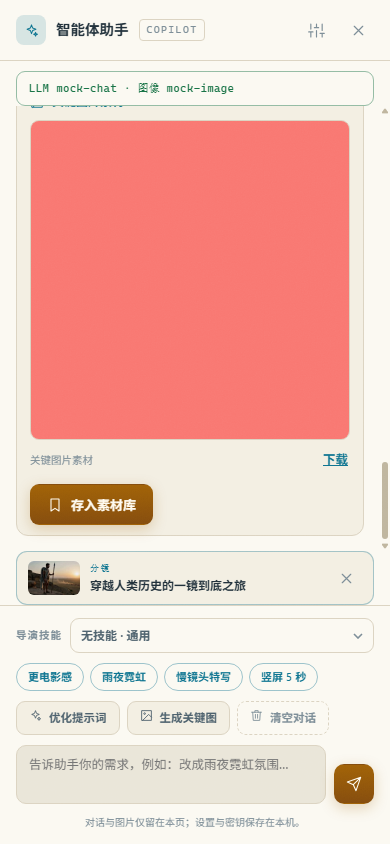 智能体助手 COPILOT
LLM mock-chat · 图像 mock-image
关键图片素材 下载
存入素材库
分镜
穿越人类历史的一镜到底之旅
导演技能 无技能 · 通用
更电影感 雨夜霓虹 慢镜头特写 竖屏 5 秒
优化提示词 生成关键图 清空对话
告诉助手你的需求，例如：改成雨夜霓虹氛围…
对话与图片仅留在本页；设置与密钥保存在本机。